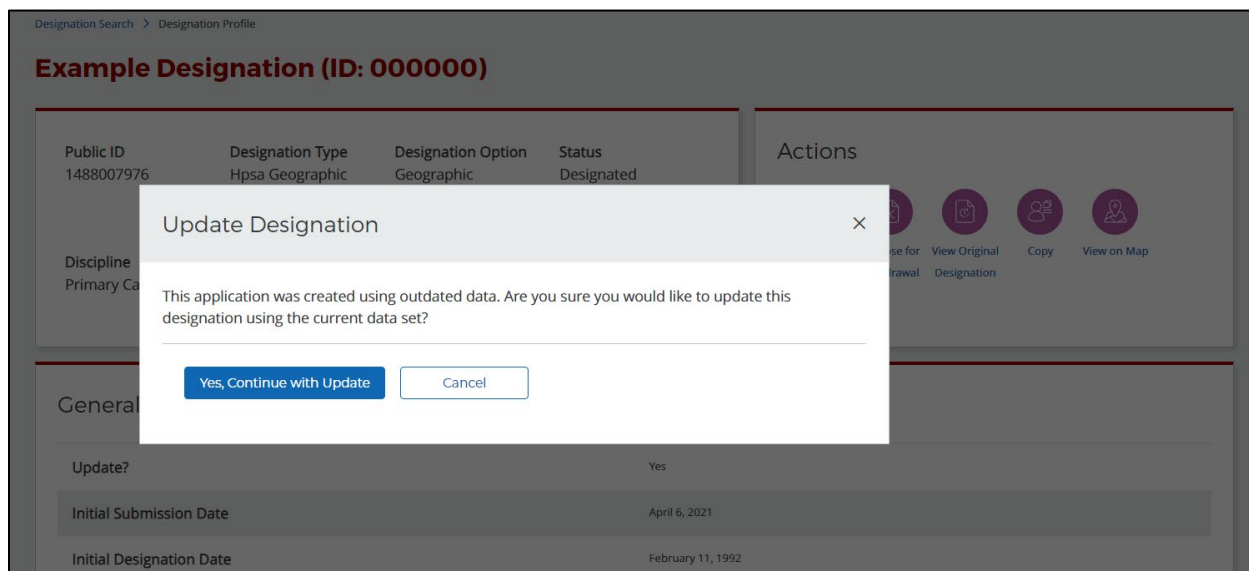 Designation Search > Designation Profile
Example Designation (ID: 000000)
Public ID
1488007976
Designation Type
Hpsa Geographic
Designation Option
Geographic
Status
Designated
Discipline
Primary Ca
Actions
se for
rawal
View Original
Designation
Copy
View on Map
Update Designation
This application was created using outdated data. Are you sure you would like to update this
designation using the current data set?
Yes, Continue with Update
Cancel
General
Update? Yes
Initial Submission Date April 6, 2021
Initial Designation Date February 11, 1992